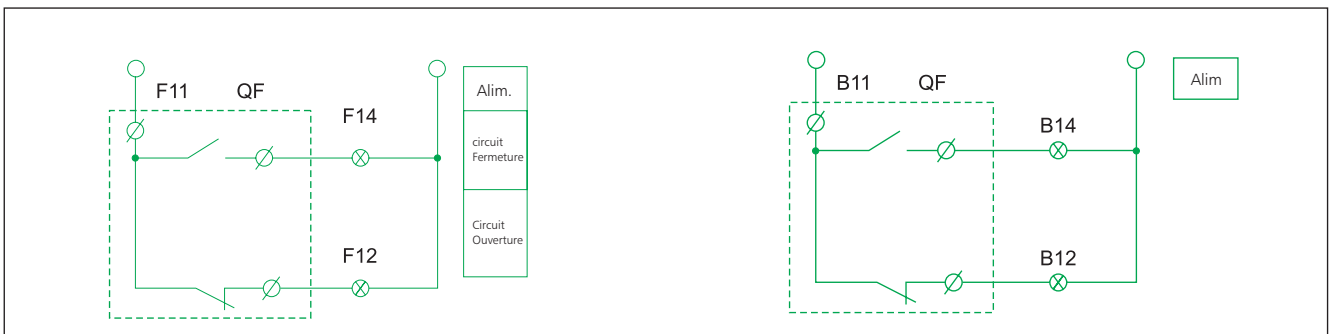 F11 QF
F14
F12
Alim.
circuit
Fermeture
Circuit
Ouverture
B11 QF
B14
B12
Alim